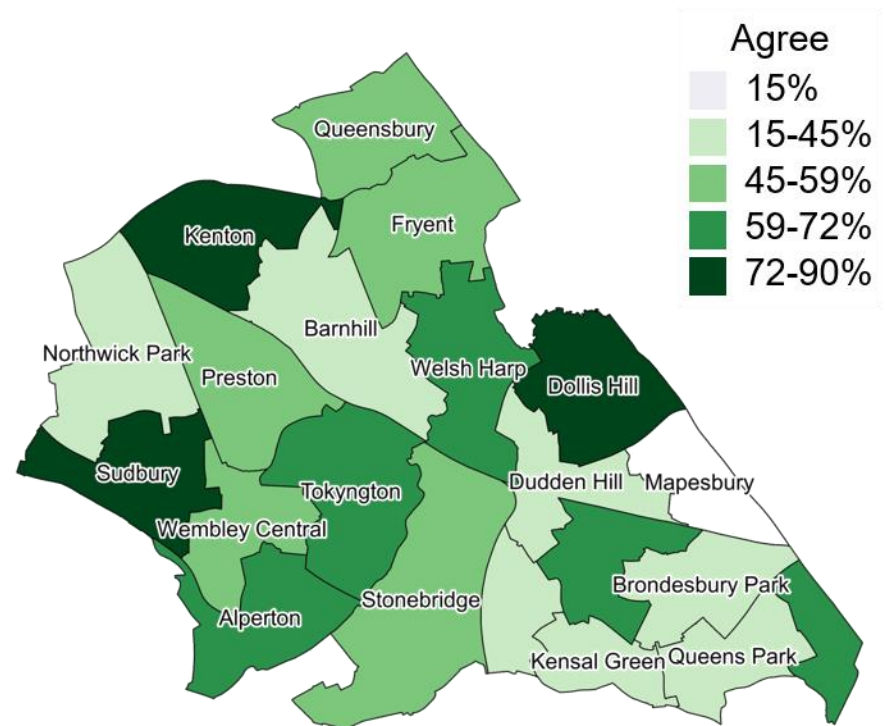 Agree
15%
15-45%
45-59%
59-72%
72-90%
Queensbury
Kenton
Fryent
Barnhill
Northwick Park
Preston
Welsh Harp
Dollis Hill
Sudbury
Tokyngton
Dudden Hill
Mapesbury
Wembley Central
Alperton
Stonebridge
Brondesbury Park
Kensal Green
Queens Park